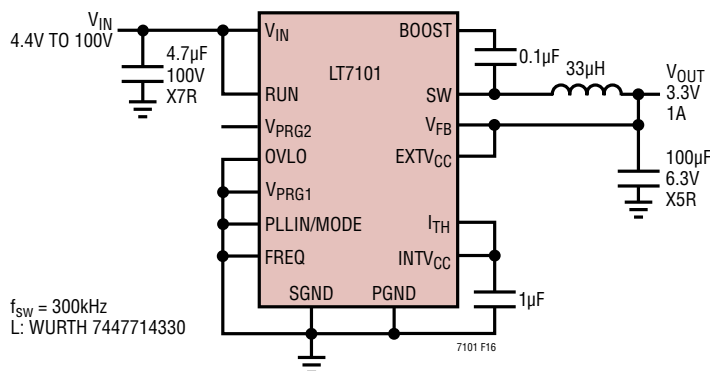 VIN
4.4V TO 100V
4.7µF
100V
X7R
VIN
RUN
VPRG2
OVLO
VPRG1
PLLIN/MODE
FREQ
LT7101
BOOST
SW
VFB
EXTVCC
ITH
INTVCC
SGND
PGND
0.1µF
33µH
VOUT
3.3V
1A
100µF
6.3V
X5R
1µF
fSW = 300kHz
L: WURTH 7447714330
7101 F16